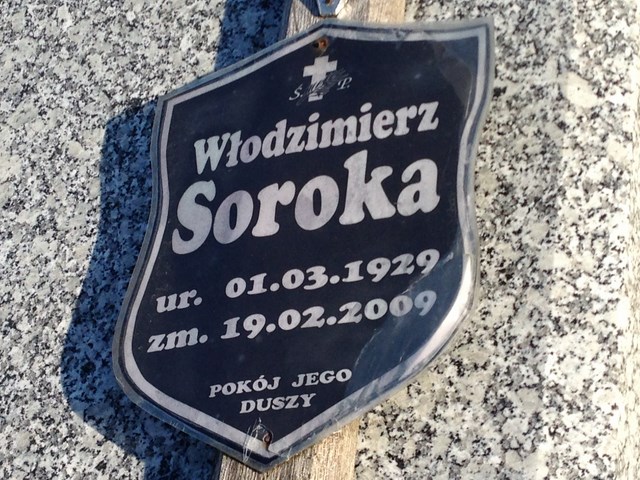 Ś. P.
Włodzimierz
Soroka
ur. 01.03.1929
zm. 19.02.2009
POKÓJ JEGO
DUSZY